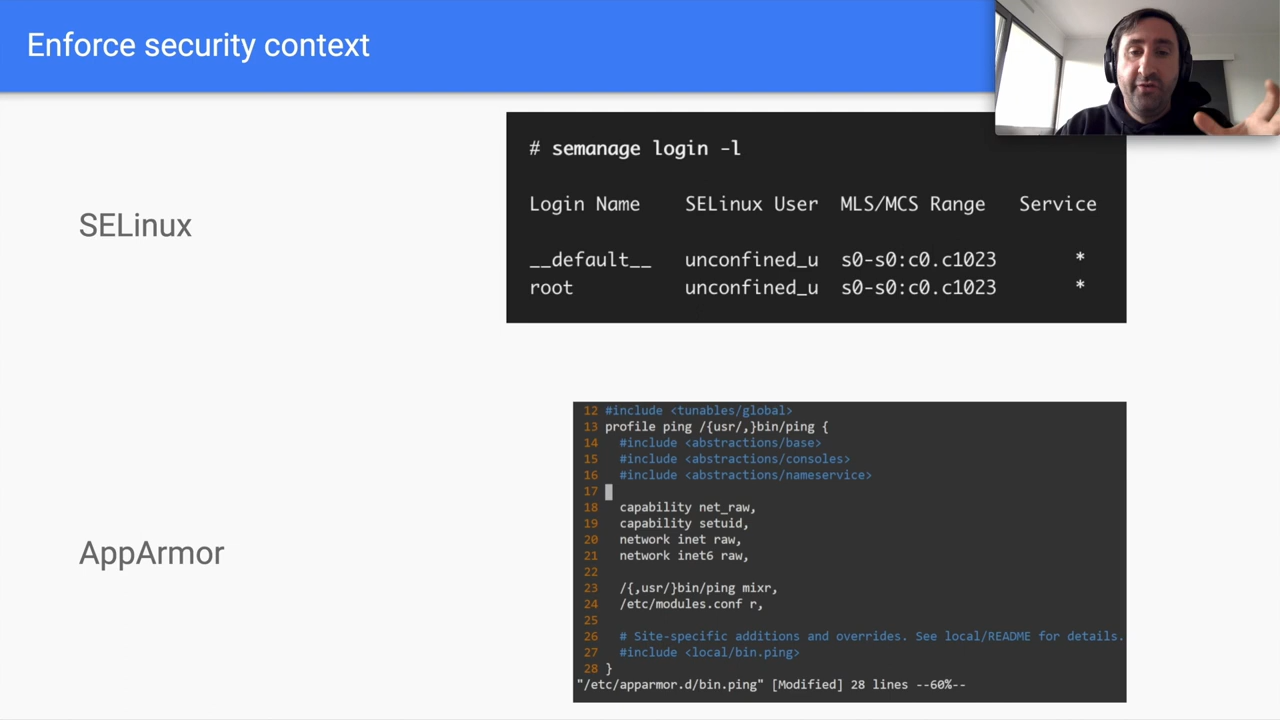 Enforce security context
SELinux
# semanage login -l
Login Name SELinux User MLS/MCS Range Service
__default__ unconfined_u s0-s0:c0.c1023 *
root unconfined_u s0-s0:c0.c1023 *
AppArmor
12 #include <tunables/global>
13 profile ping /{usr/,}bin/ping {
14 #include <abstractions/base>
15 #include <abstractions/consoles>
16 #include <abstractions/nameservice>
17
18 capability net_raw,
19 capability setuid,
20 network inet raw,
21 network inet6 raw,
22
23 /{,usr/}bin/ping mixr,
24 /etc/modules.conf r,
25
26 # Site-specific additions and overrides. See local/README for details.
27 #include <local/bin.ping>
28 }
"/etc/apparmor.d/bin.ping" [Modified] 28 lines --60%--